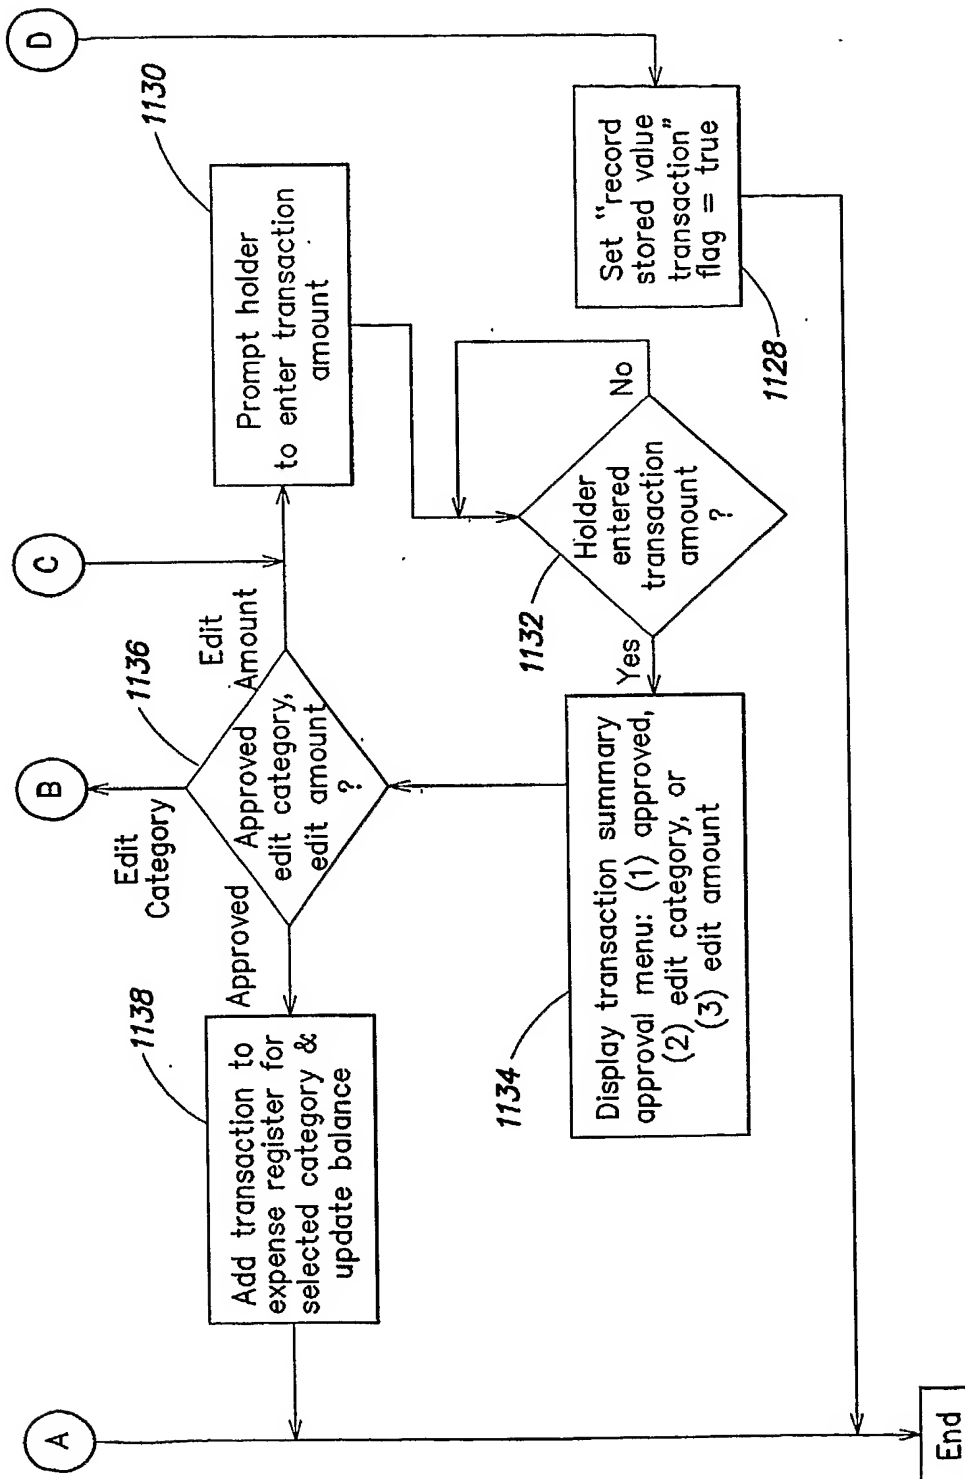 A
B
C
D
1138
Add transaction to
expense register for
selected category &
update balance
Approved
Edit
Category
1136
Approved
edit category,
edit amount
?
Edit
Amount
1130
Prompt holder
to enter transaction
amount
1134
Display transaction summary
approval menu: (1) approved,
(2) edit category, or
(3) edit amount
Yes
1132
Holder
entered
transaction
amount
?
No
Set "record
stored value
transaction"
flag = true
1128
End